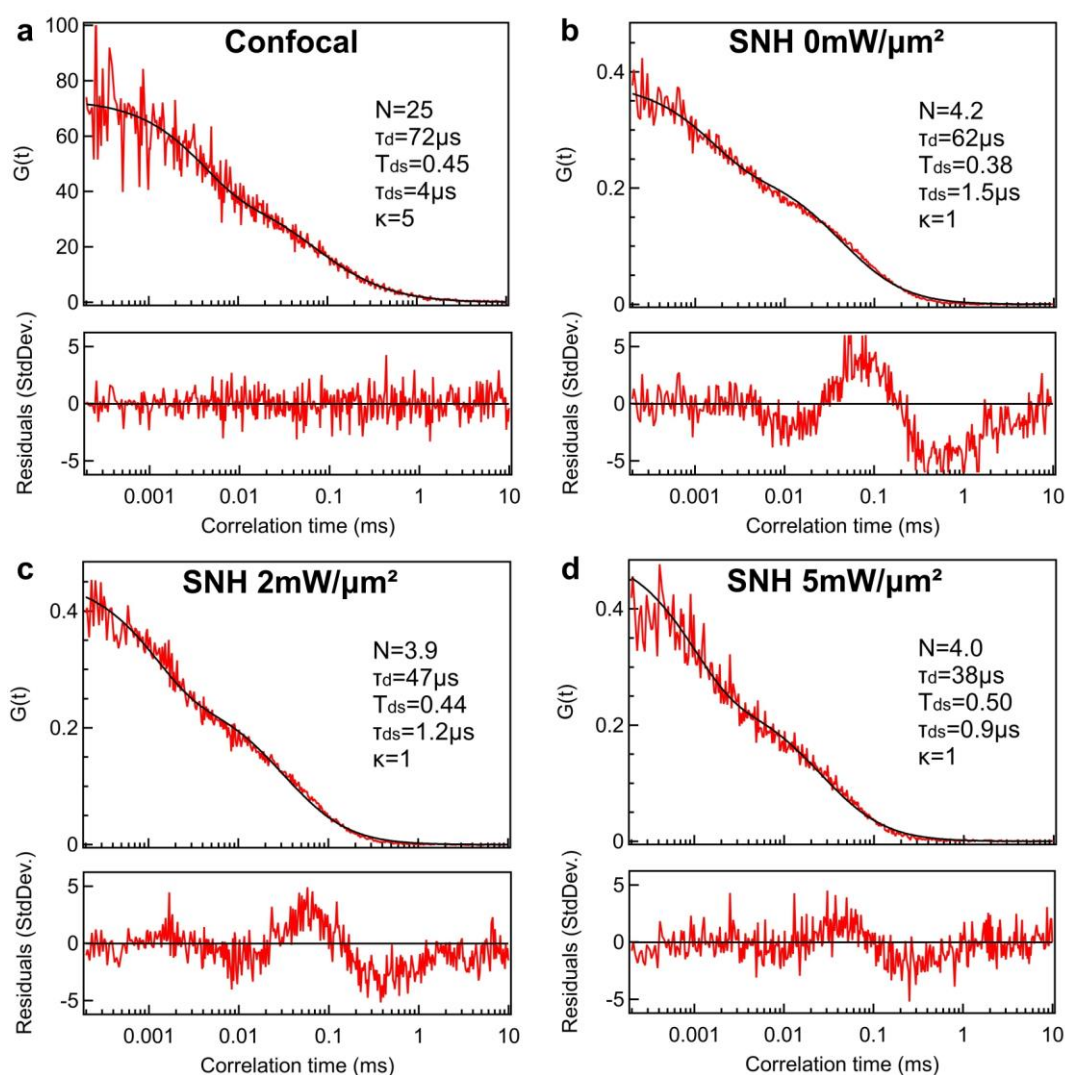 a
Confocal
100
80
60
40
20
0
G(t)
N=25
τd=72μs
Tds=0.45
τds=4μs
κ=5
5
0
-5
Residuals (StdDev.)
0.001 0.01 0.1 1 10
Correlation time (ms)
b
SNH 0mW/μm²
0.4
0.2
0
G(t)
N=4.2
τd=62μs
Tds=0.38
τds=1.5μs
κ=1
5
0
-5
Residuals (StdDev.)
0.001 0.01 0.1 1 10
Correlation time (ms)
c
SNH 2mW/μm²
0.4
0.2
0
G(t)
N=3.9
τd=47μs
Tds=0.44
τds=1.2μs
κ=1
5
0
-5
Residuals (StdDev.)
0.001 0.01 0.1 1 10
Correlation time (ms)
d
SNH 5mW/μm²
0.4
0.2
0
G(t)
N=4.0
τd=38μs
Tds=0.50
τds=0.9μs
κ=1
5
0
-5
Residuals (StdDev.)
0.001 0.01 0.1 1 10
Correlation time (ms)